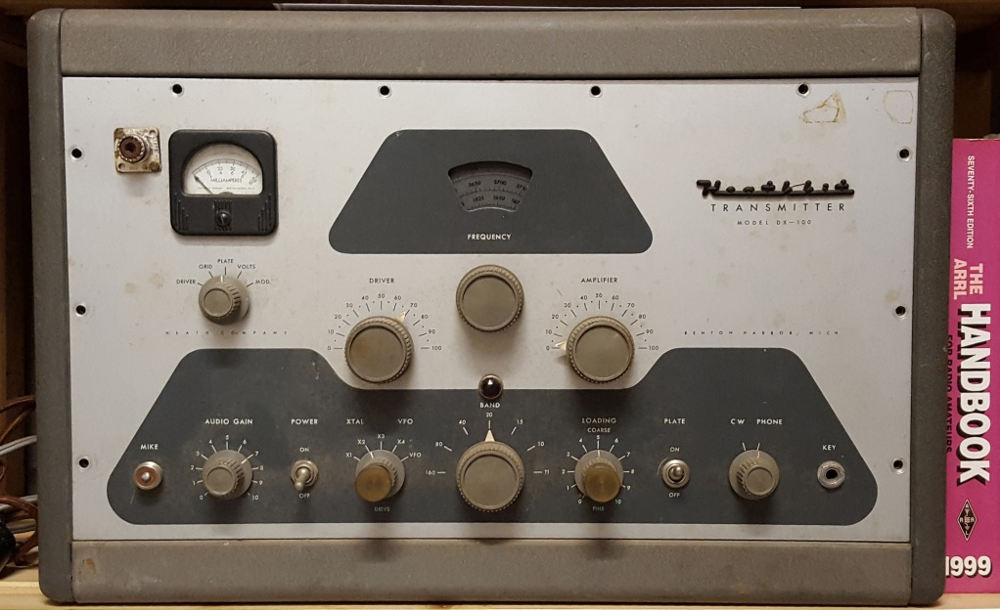 MILLIAMPERES
3650 3700
1825 1850
FREQUENCY
Heathkit
TRANSMITTER
MODEL DX-100
DRIVER GRID PLATE VOLTS MOD.
DRIVER
0 10 20 30 40 50 60 70 80 90 100
AMPLIFIER
0 10 20 30 40 50 60 70 80 90 100
HEATH COMPANY
BENTON HARBOR, MICH
MIKE
AUDIO GAIN
0 1 2 3 4 5 6 7 8 9 10
POWER
ON
OFF
XTAL VFO
X1 X2 X3 X4 VFO
DRIVE
BAND
160 80 40 20 15 10 11
LOADING
COARSE
0 1 2 3 4 5 6 7 8 9 10
FINE
PLATE
ON
OFF
CW PHONE
KEY
SEVENTY-SIXTH EDITION
THE
ARRL
HANDBOOK
FOR RADIO AMATEURS
1999